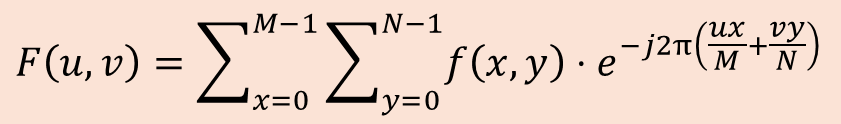 F(u, v) = ∑_{x=0}^{M−1} ∑_{y=0}^{N−1} f(x, y) · e^{−j2π(ux/M + vy/N)}